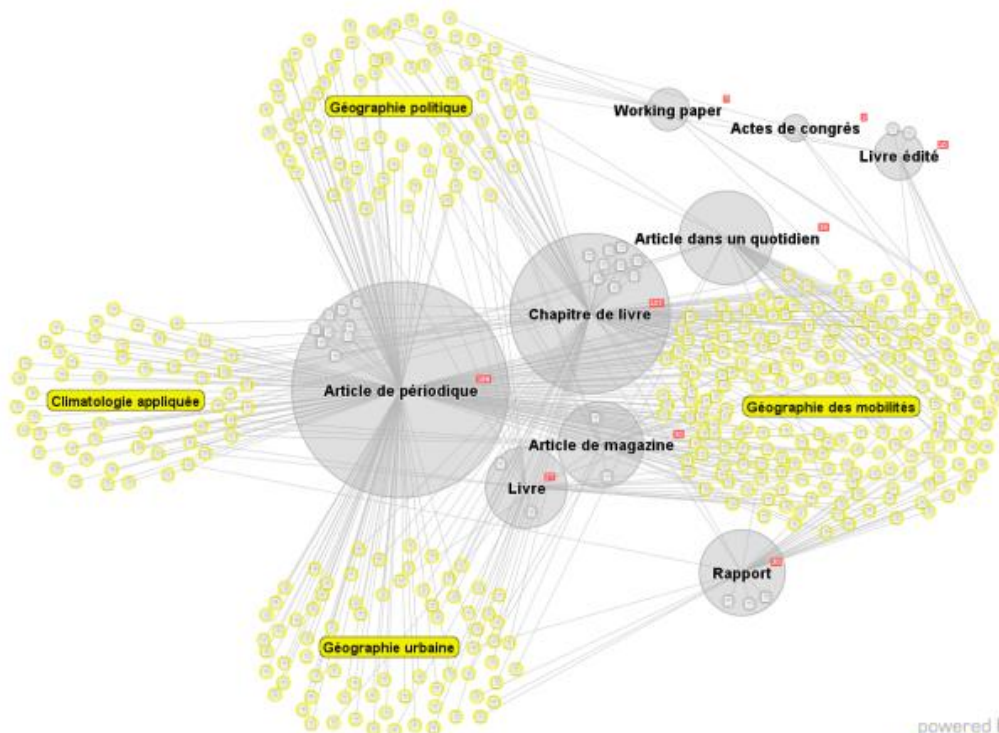 Géographie politique
Working paper
Actes de congrès
Livre édité
Article dans un quotidien
Chapitre de livre
Article de périodique
Climatologie appliquée
Géographie des mobilités
Article de magazine
Livre
Rapport
Géographie urbaine
powered